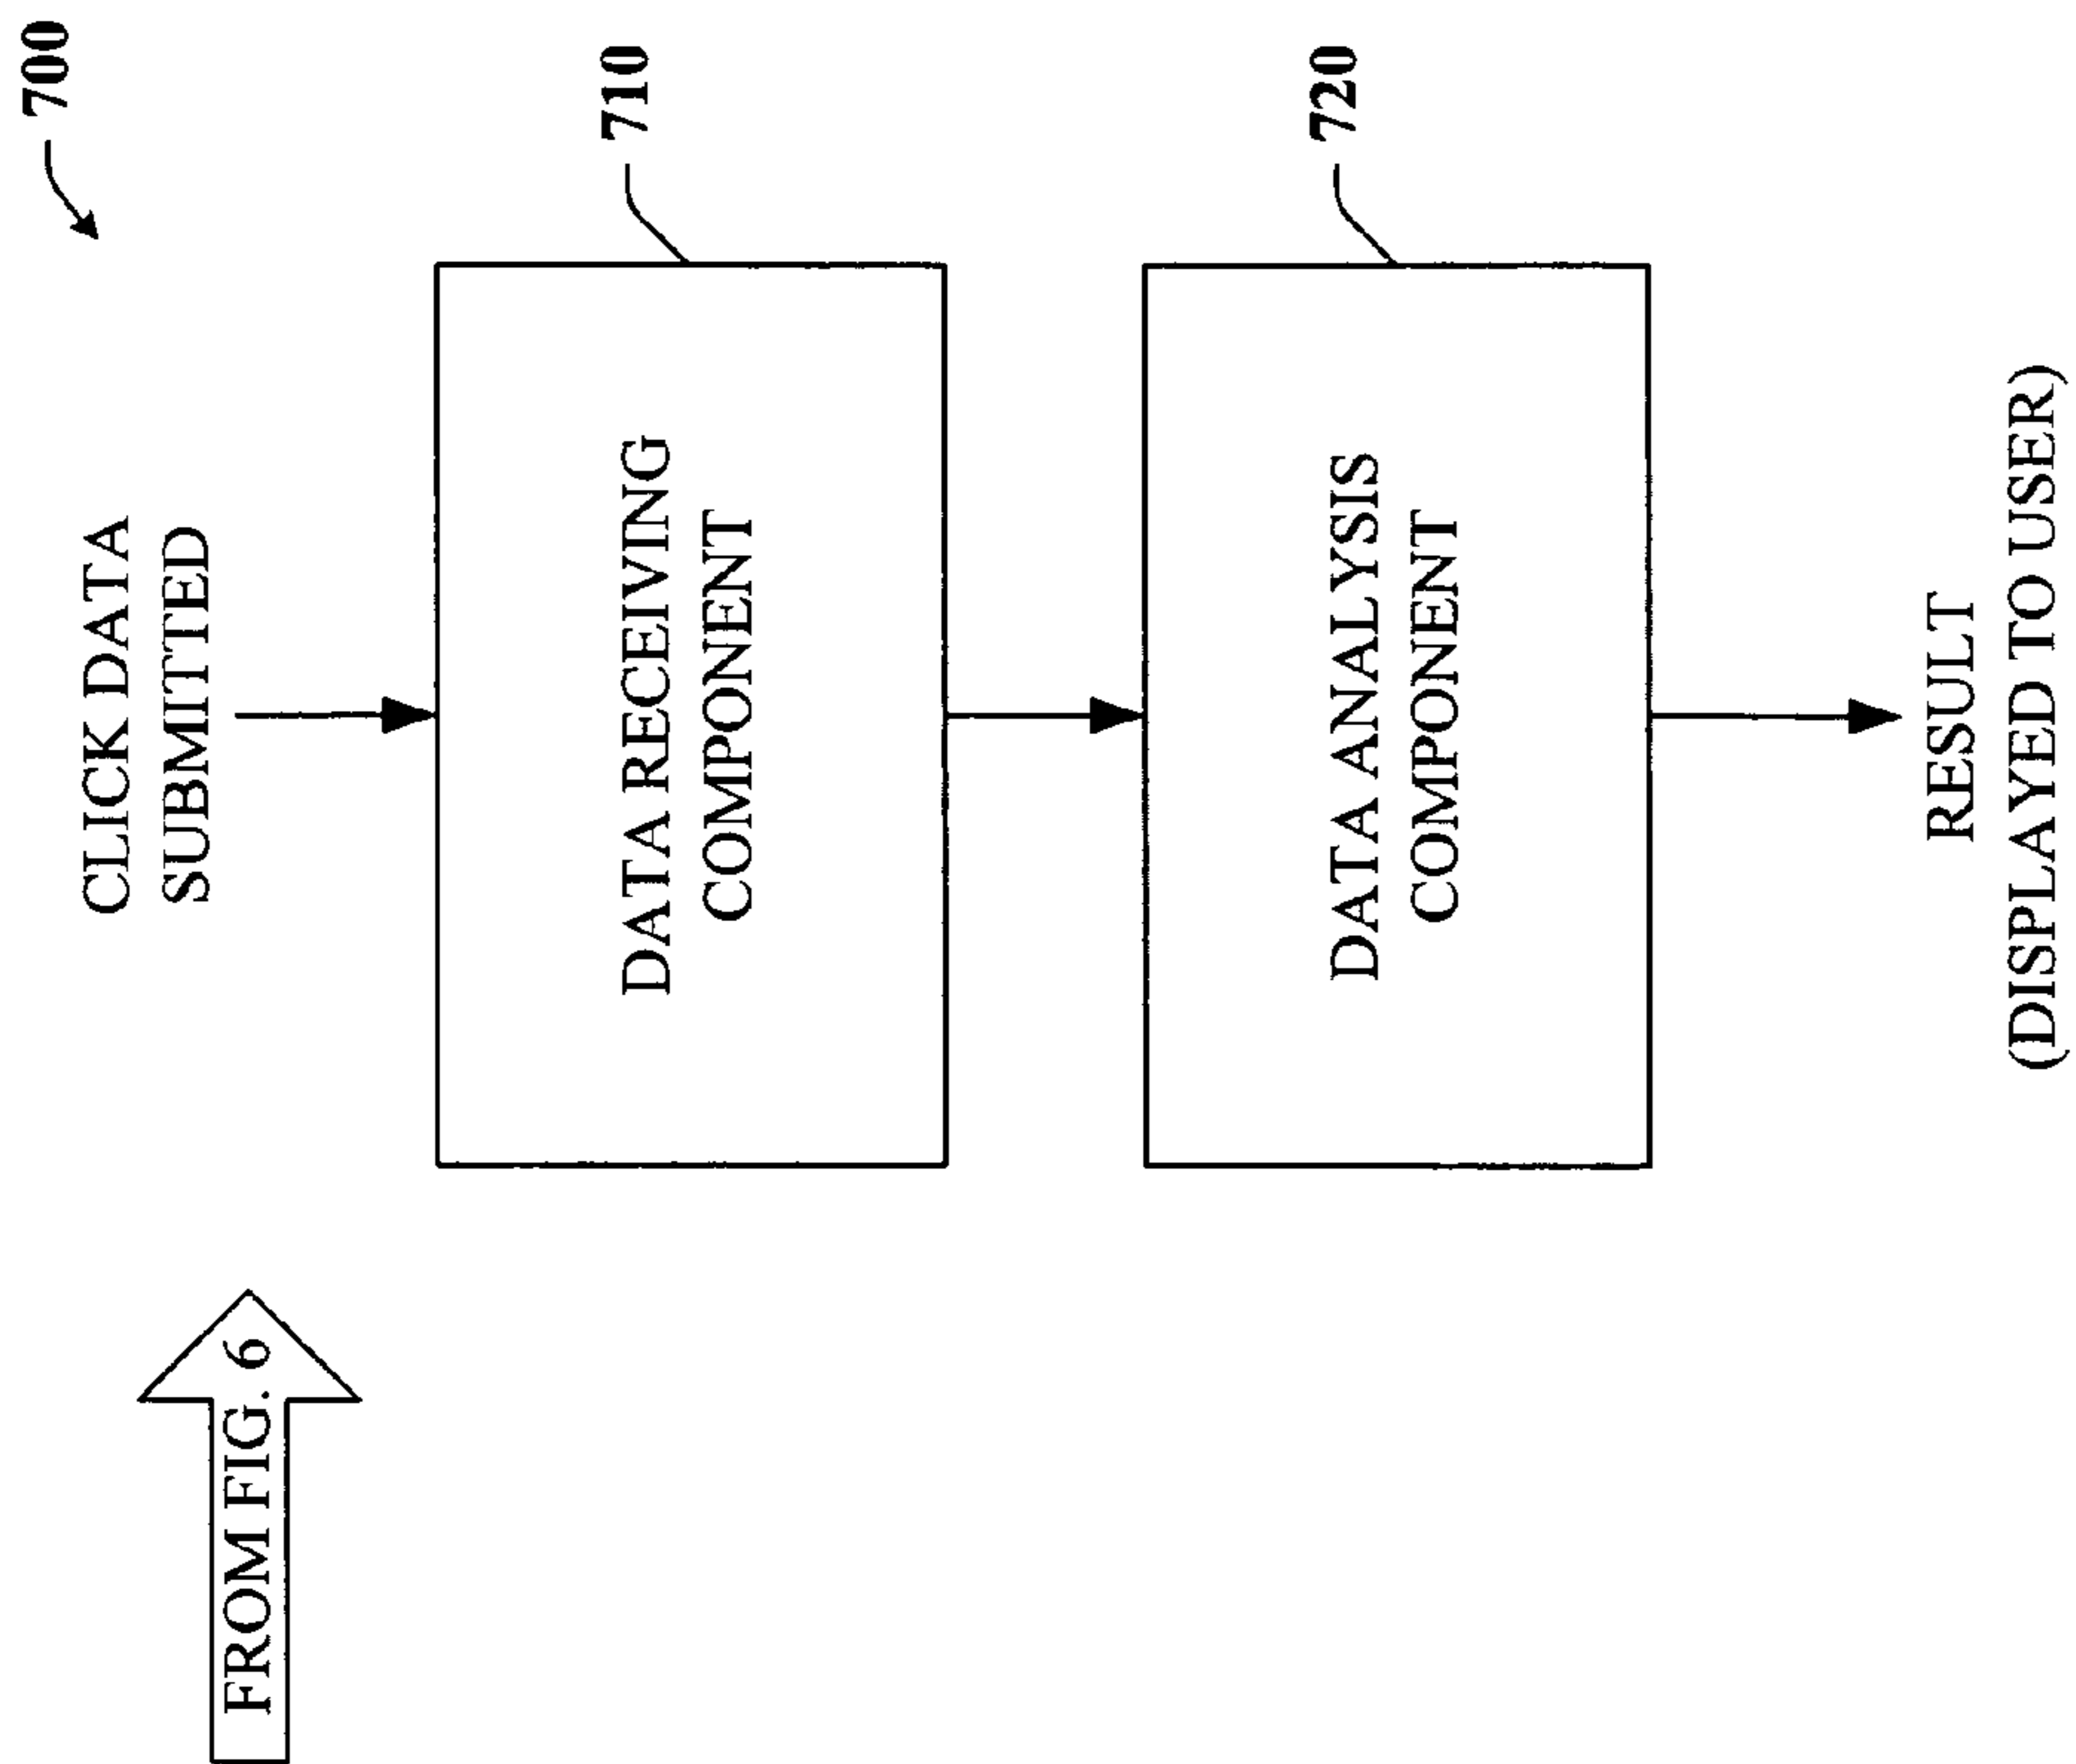 700
FROM FIG. 6
CLICK DATA
SUBMITTED
710
DATA RECEIVING
COMPONENT
720
DATA ANALYSIS
COMPONENT
RESULT
(DISPLAYED TO USER)